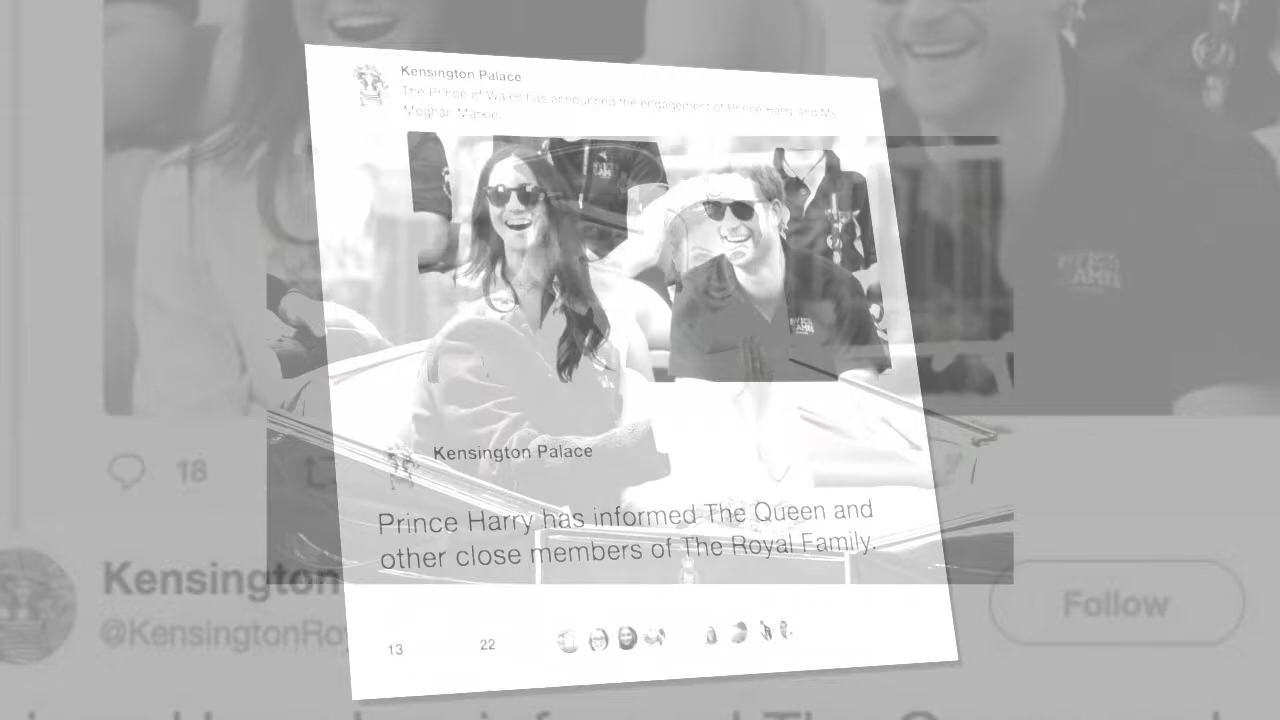 Kensington Palace
The Prince of Wales has announced the engagement of Prince Harry and Ms.
Meghan Markle.
Kensington Palace
Prince Harry has informed The Queen and
other close members of The Royal Family.
13 22
18
Kensington
@KensingtonRoy
Follow